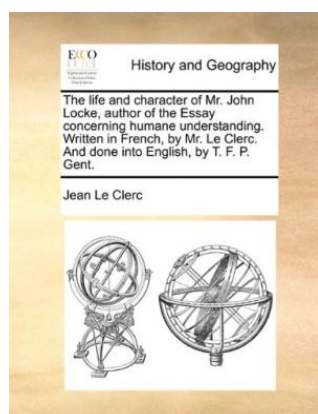 ECCO
History and Geography
The life and character of Mr. John
Locke, author of the Essay
concerning humane understanding.
Written in French, by Mr. Le Clerc.
And done into English, by T. F. P.
Gent.
Jean Le Clerc